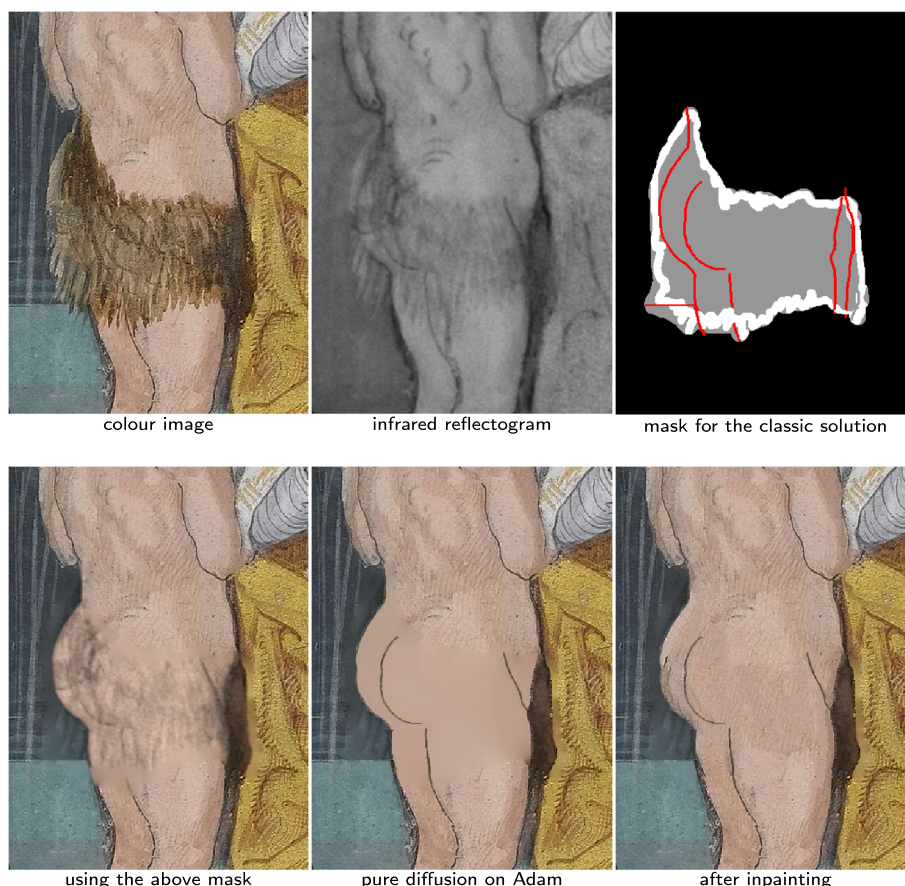 colour image
infrared reflectogram
mask for the classic solution
using the above mask
pure diffusion on Adam
after inpainting